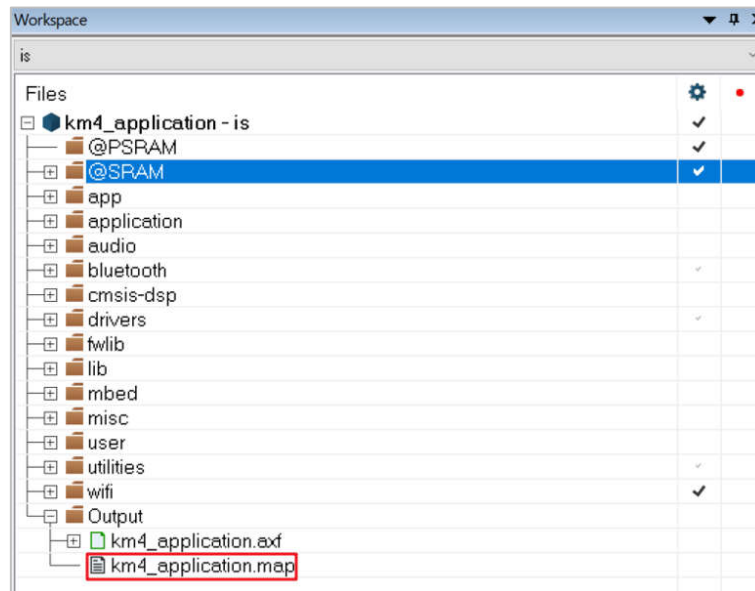 Workspace
is
Files
km4_application - is
@PSRAM
@SRAM
app
application
audio
bluetooth
cmsis-dsp
drivers
fwlib
lib
mbed
misc
user
utilities
wifi
Output
km4_application.axf
km4_application.map